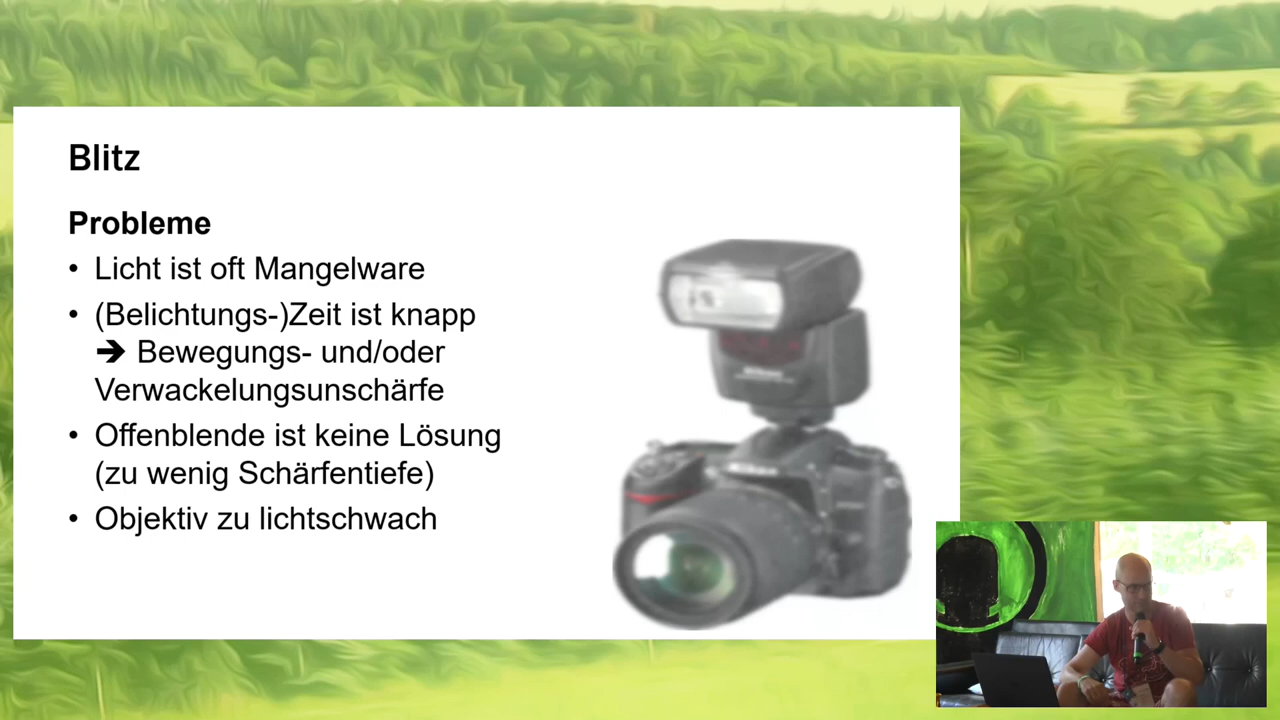 Blitz
Probleme
• Licht ist oft Mangelware
• (Belichtungs-)Zeit ist knapp
➔ Bewegungs- und/oder
Verwackelungsunschärfe
• Offenblende ist keine Lösung
(zu wenig Schärfentiefe)
• Objektiv zu lichtschwach